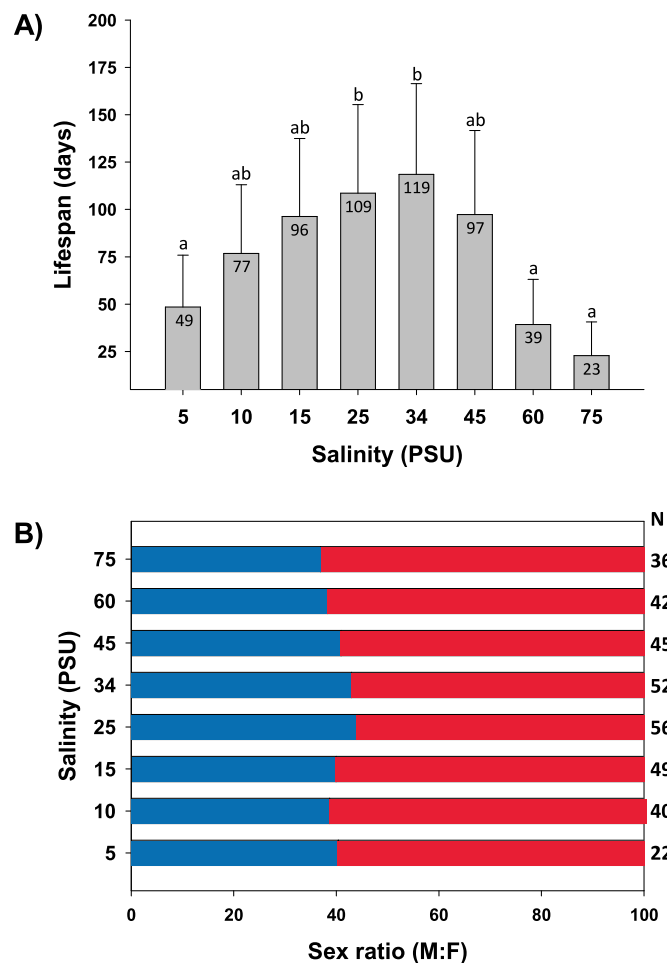 A)
200
175
150
125
100
75
50
25
Lifespan (days)
a
ab
ab
b
b
ab
a
a
49
77
96
109
119
97
39
23
5 10 15 25 34 45 60 75
Salinity (PSU)
B)
N
75 36
60 42
45 45
34 52
25 56
15 49
10 40
5 22
Salinity (PSU)
0 20 40 60 80 100
Sex ratio (M:F)